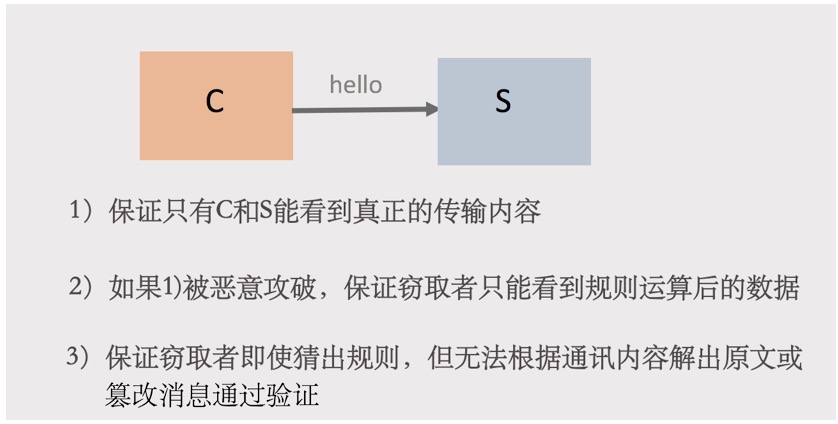 C
hello
S
1）保证只有C和S能看到真正的传输内容
2）如果1)被恶意攻破，保证窃取者只能看到规则运算后的数据
3）保证窃取者即使猜出规则，但无法根据通讯内容解出原文或
篡改消息通过验证